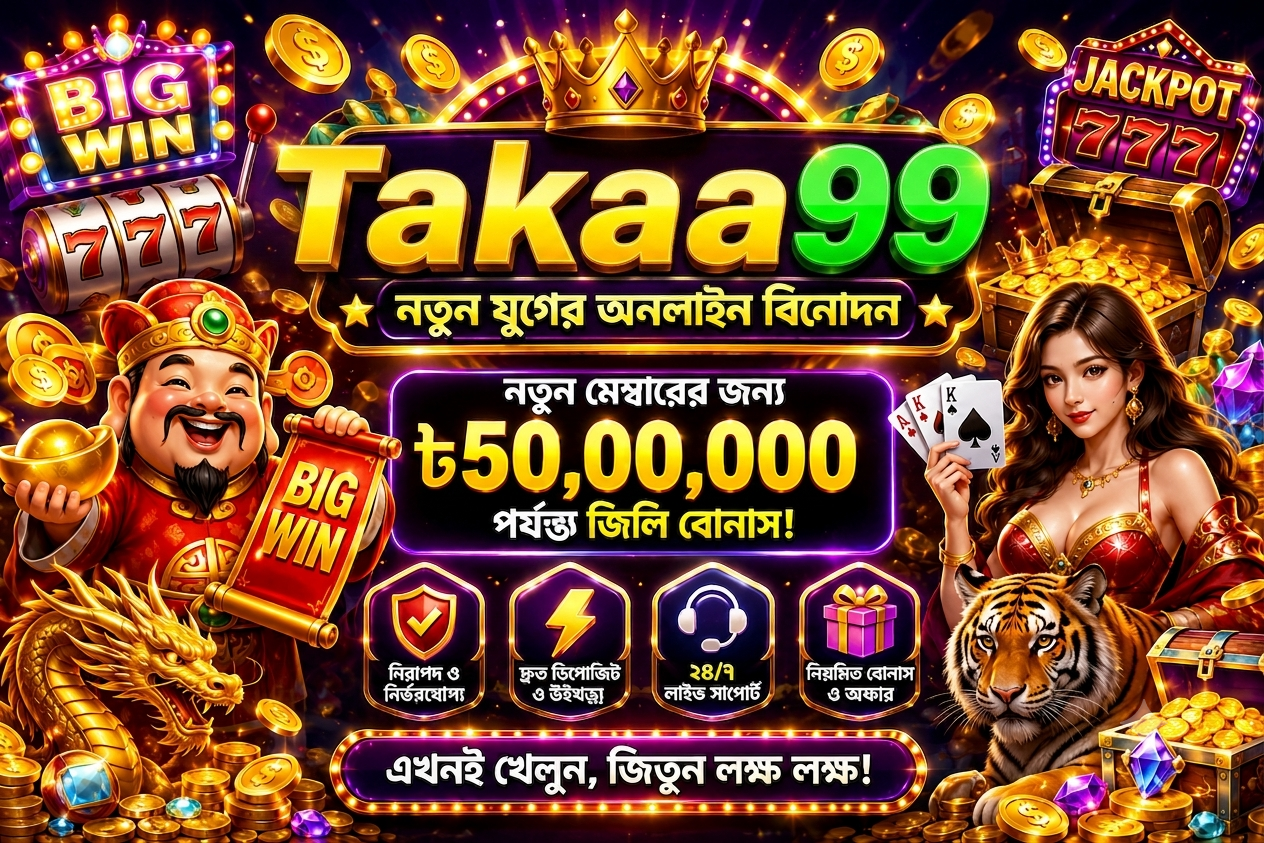 BIG
WIN
JACKPOT
777
777
Takaa99
নতুন যুগের অনলাইন বিনোদন
নতুন মেম্বারের জন্য
৳50,00,000
পর্যন্ত জিলি বোনাস!
BIG
WIN
A K K
নিরাপদ ও
নির্ভরযোগ্য
দ্রুত ডিপোজিট
ও
২৪/৭
লাইভ সাপোর্ট
নিয়মিত বোনাস
ও অফার
এখনই খেলুন, জিতুন লক্ষ লক্ষ!